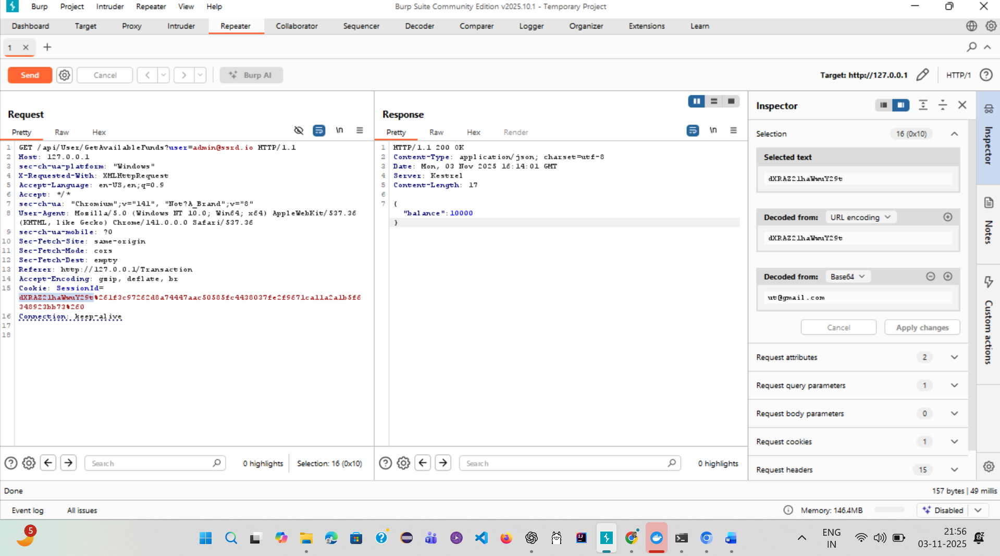 Burp Project Intruder Repeater View Help
Burp Suite Community Edition v2025.10.1 - Temporary Project
Dashboard Target Proxy Intruder Repeater Collaborator Sequencer Decoder Comparer Logger Organizer Extensions Learn
1
Send Cancel Burp AI
Target: http://127.0.0.1 HTTP/1
Request
Pretty Raw Hex \n
1 GET /api/User/GetAvailableFunds?user=admin@ssrd.io HTTP/1.1
2 Host: 127.0.0.1
3 sec-ch-ua-platform: "Windows"
4 X-Requested-With: XMLHttpRequest
5 Accept-Language: en-US,en;q=0.9
6 Accept: */*
7 sec-ch-ua: "Chromium";v="141", "Not?A_Brand";v="8"
8 User-Agent: Mozilla/5.0 (Windows NT 10.0; Win64; x64) AppleWebKit/537.36
(KHTML, like Gecko) Chrome/141.0.0.0 Safari/537.36
9 sec-ch-ua-mobile: ?0
10 Sec-Fetch-Site: same-origin
11 Sec-Fetch-Mode: cors
12 Sec-Fetch-Dest: empty
13 Referer: http://127.0.0.1/Transaction
14 Accept-Encoding: gzip, deflate, br
15 Cookie: SessionId=
dXRAZ21haWwuY29t%261f3c97262d8a74447aac50585fc4438037fe2f9671ca11a2a1b5f6
348923bb73%260
16 Connection: keep-alive
17
18
Search
0 highlights
Selection: 16 (0x10)
Response
Pretty Raw Hex Render \n
1 HTTP/1.1 200 OK
2 Content-Type: application/json; charset=utf-8
3 Date: Mon, 03 Nov 2025 16:14:01 GMT
4 Server: Kestrel
5 Content-Length: 17
6
7 {
"balance":10000
}
Search
0 highlights
Inspector
Selection 16 (0x10)
Selected text
dXRAZ21haWwuY29t
Decoded from: URL encoding
dXRAZ21haWwuY29t
Decoded from: Base64
ut@gmail.com
Cancel Apply changes
Request attributes 2
Request query parameters 1
Request body parameters 0
Request cookies 1
Request headers 15
Inspector
Notes
Custom actions
Done
157 bytes | 49 millis
Event log All issues
Memory: 146.4MB
Disabled
5
ENG
IN
21:56
03-11-2025